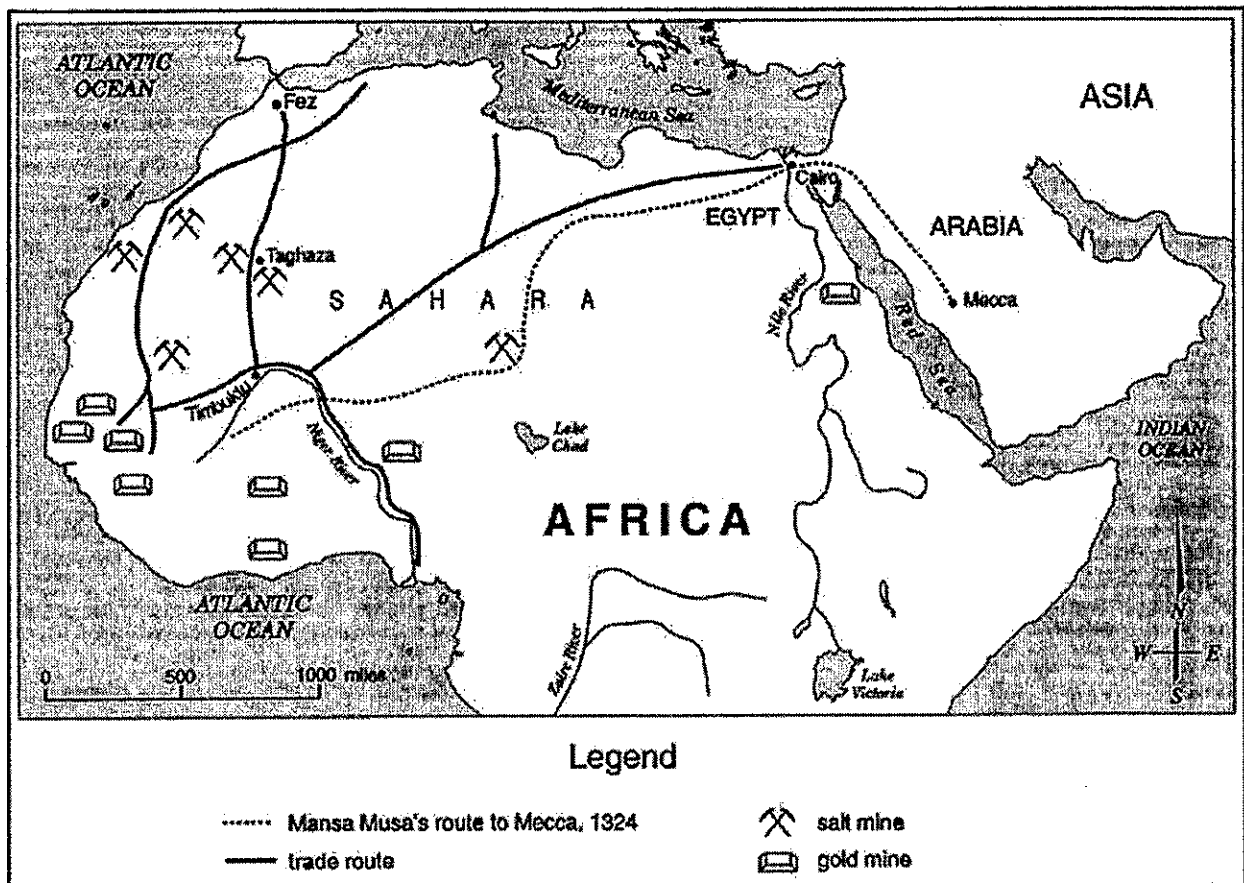 ATLANTIC
OCEAN
Fez
Mediterranean Sea
ASIA
Cairo
EGYPT
ARABIA
Taghaza
SAHARA
Nile River
Mecca
Red Sea
Timbuktu
Niger River
Lake
Chad
INDIAN
OCEAN
AFRICA
ATLANTIC
OCEAN
N
W E
S
0 500 1000 miles
Zaire River
Lake
Victoria
Legend
Mansa Musa's route to Mecca, 1324
salt mine
trade route
gold mine